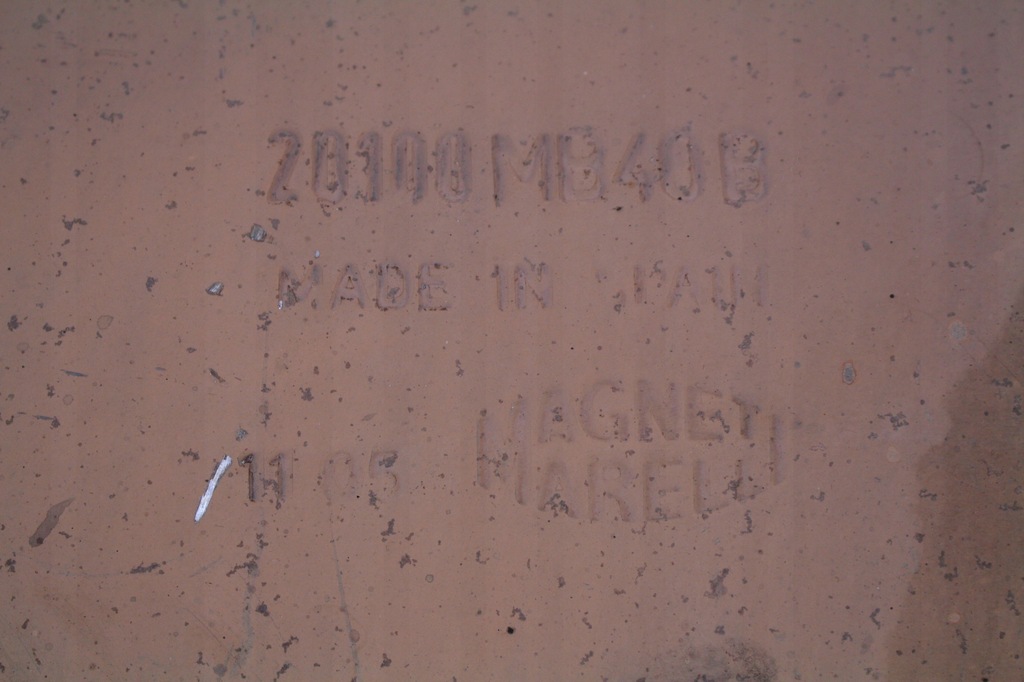 20100MB40B
MADE IN SPAIN
11 05
MAGNETI
MARELLI